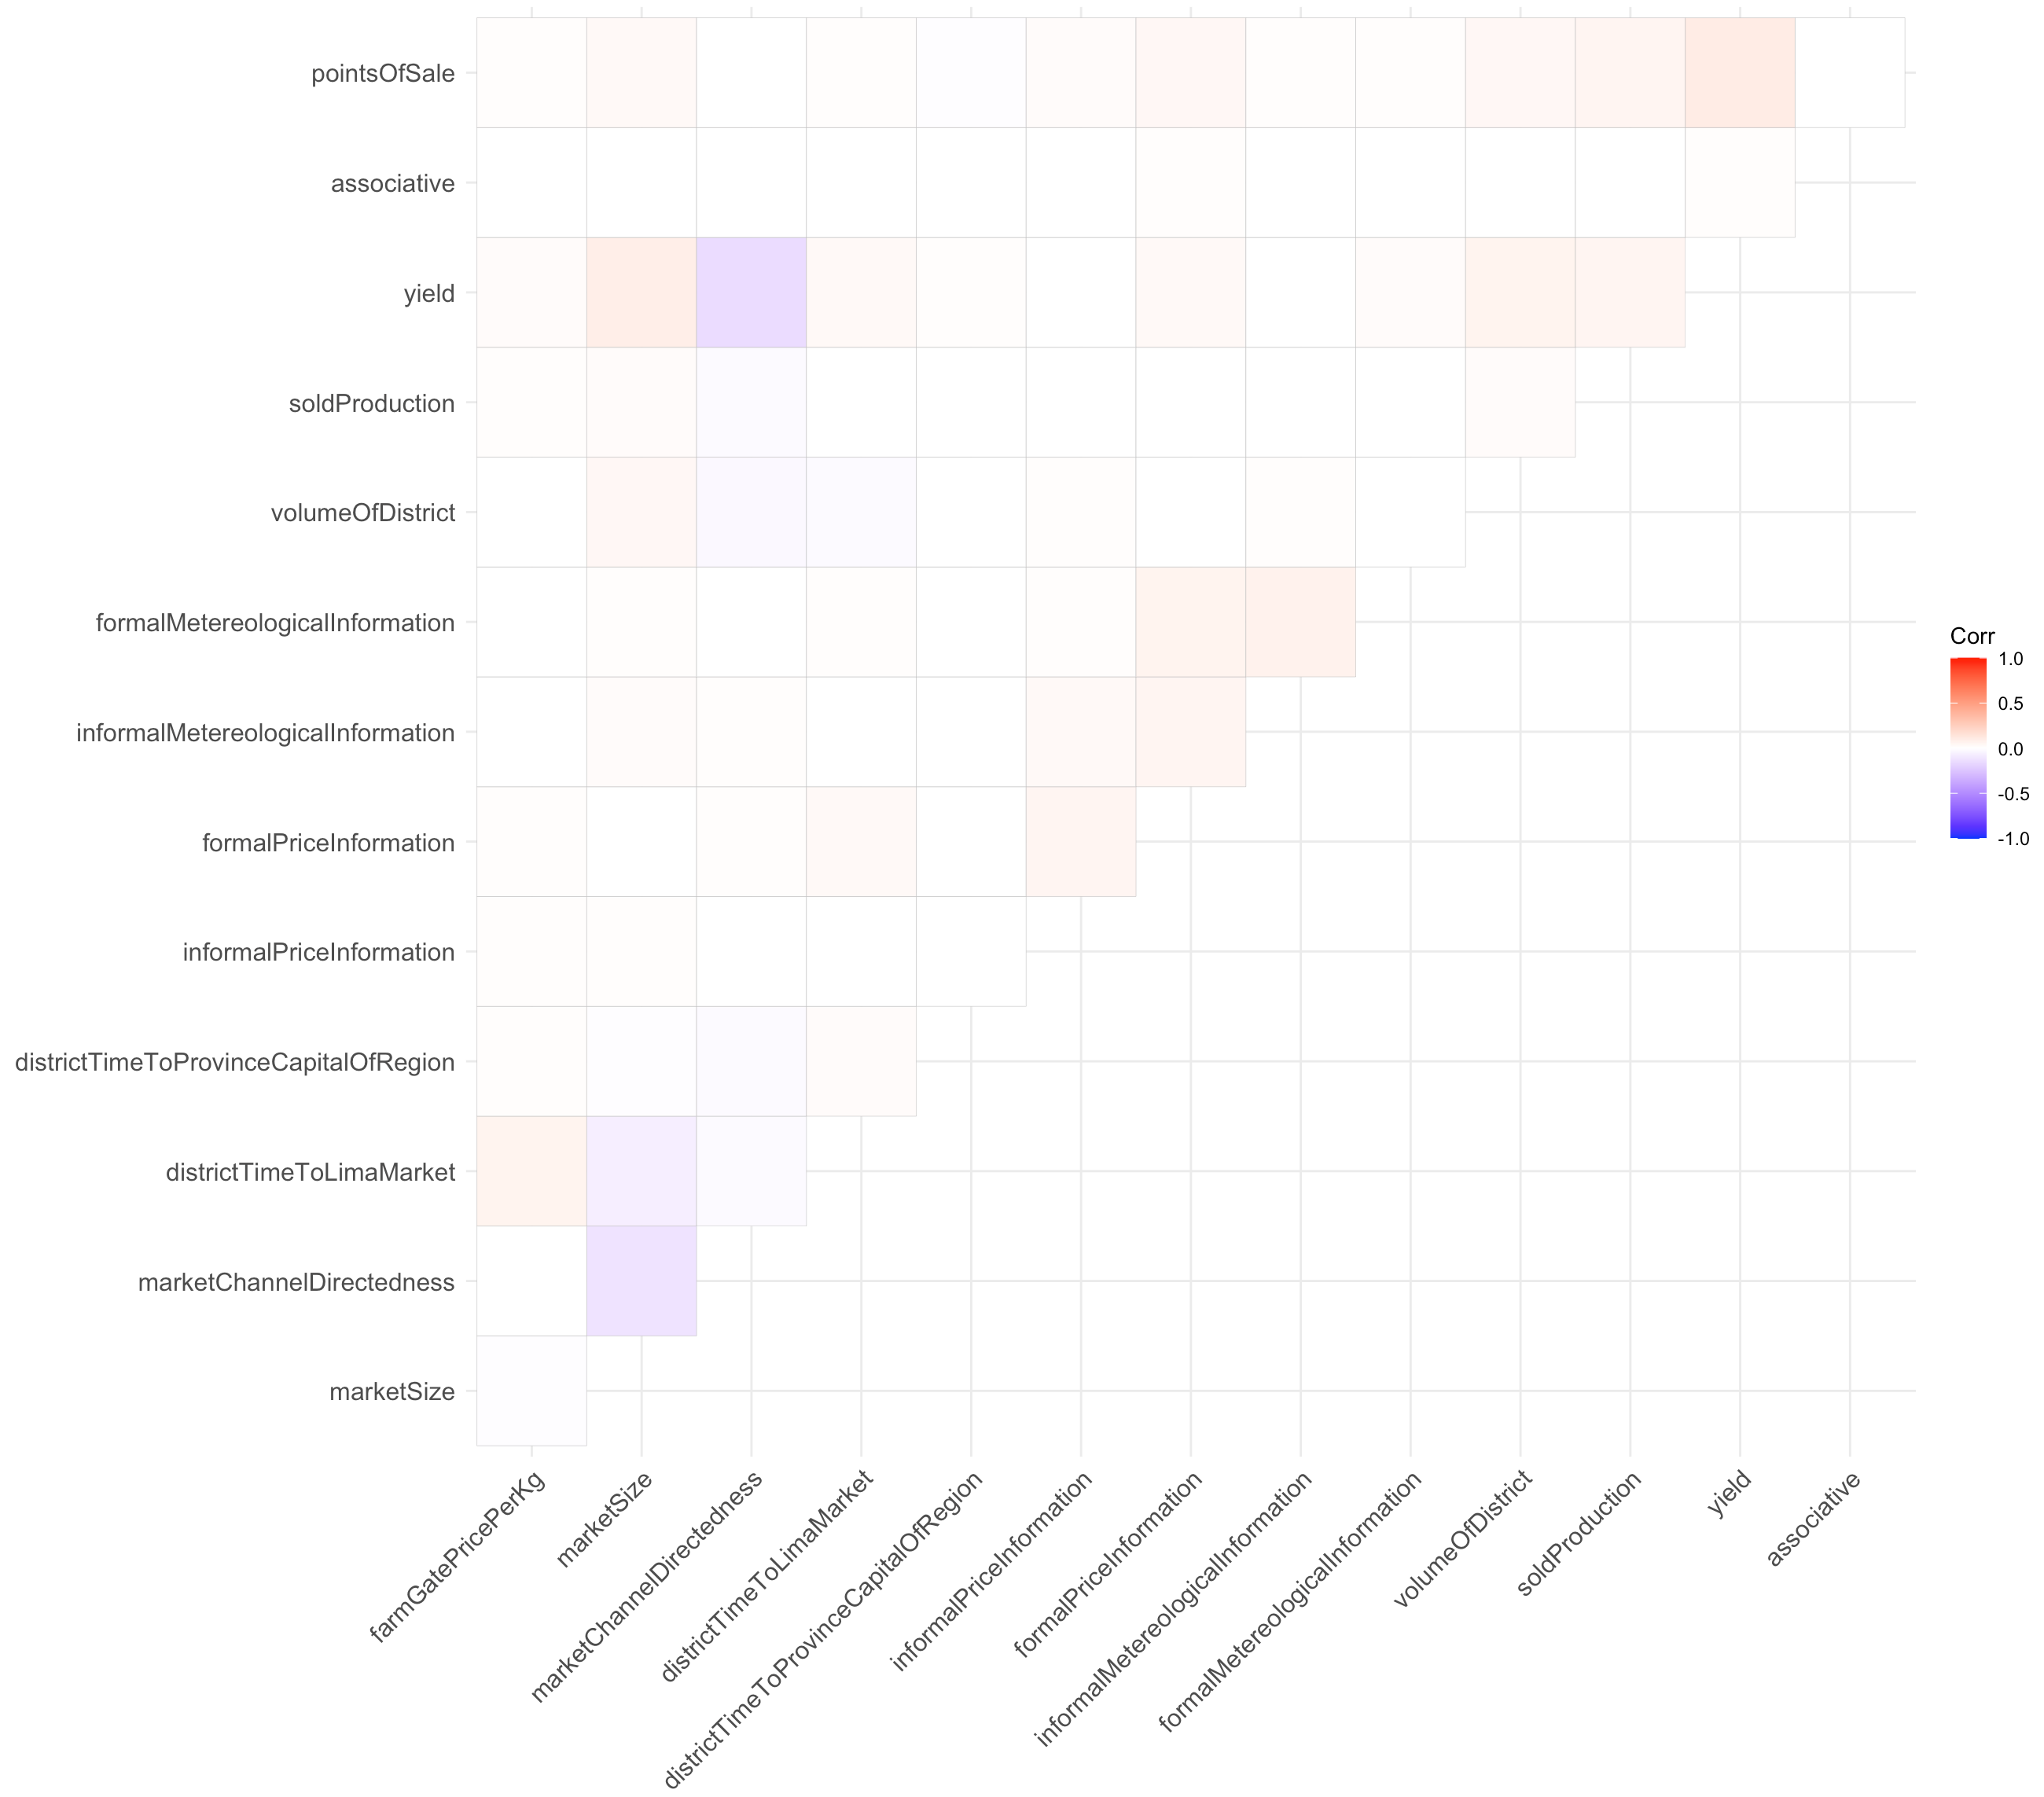 pointsOfSale
associative
yield
soldProduction
volumeOfDistrict
formalMetereologicalInformation
informalMetereologicalInformation
formalPriceInformation
informalPriceInformation
districtTimeToProvinceCapitalOfRegion
districtTimeToLimaMarket
marketChannelDirectedness
marketSize
farmGatePricePerKg
marketSize
marketChannelDirectedness
districtTimeToLimaMarket
districtTimeToProvinceCapitalOfRegion
informalPriceInformation
formalPriceInformation
informalMetereologicalInformation
formalMetereologicalInformation
volumeOfDistrict
soldProduction
yield
associative
Corr
1.0
0.5
0.0
-0.5
-1.0